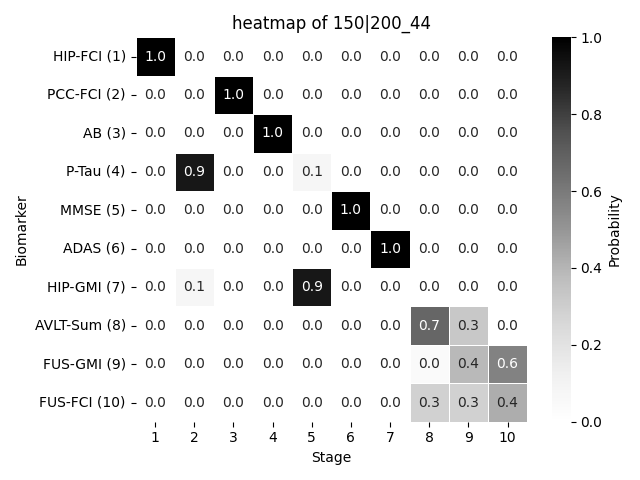 heatmap of 150|200_44
HIP-FCI (1) 1.0 0.0 0.0 0.0 0.0 0.0 0.0 0.0 0.0 0.0
PCC-FCI (2) 0.0 0.0 1.0 0.0 0.0 0.0 0.0 0.0 0.0 0.0
AB (3) 0.0 0.0 0.0 1.0 0.0 0.0 0.0 0.0 0.0 0.0
P-Tau (4) 0.0 0.9 0.0 0.0 0.1 0.0 0.0 0.0 0.0 0.0
MMSE (5) 0.0 0.0 0.0 0.0 0.0 1.0 0.0 0.0 0.0 0.0
ADAS (6) 0.0 0.0 0.0 0.0 0.0 0.0 1.0 0.0 0.0 0.0
HIP-GMI (7) 0.0 0.1 0.0 0.0 0.9 0.0 0.0 0.0 0.0 0.0
AVLT-Sum (8) 0.0 0.0 0.0 0.0 0.0 0.0 0.0 0.7 0.3 0.0
FUS-GMI (9) 0.0 0.0 0.0 0.0 0.0 0.0 0.0 0.0 0.4 0.6
FUS-FCI (10) 0.0 0.0 0.0 0.0 0.0 0.0 0.0 0.3 0.3 0.4
1 2 3 4 5 6 7 8 9 10
Stage
Biomarker
1.0
0.8
0.6
0.4
0.2
0.0
Probability